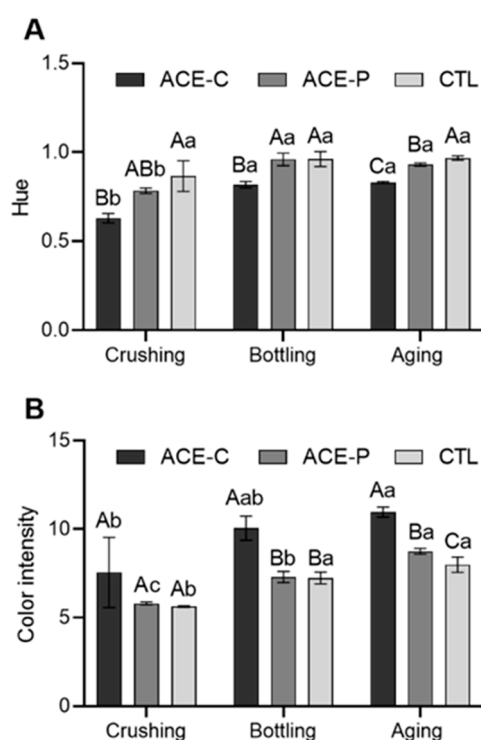 A
1.5
ACE-C ACE-P CTL
Aa
Aa Aa
Ba Aa
ABb
Ba
Ca
Bb
1.0
Hue
0.5
0.0
Crushing Bottling Aging
B
15
ACE-C ACE-P CTL
Aa
Aab
Ab
Ba
Ca
Bb Ba
Ac Ab
10
Color intensity
5
0
Crushing Bottling Aging